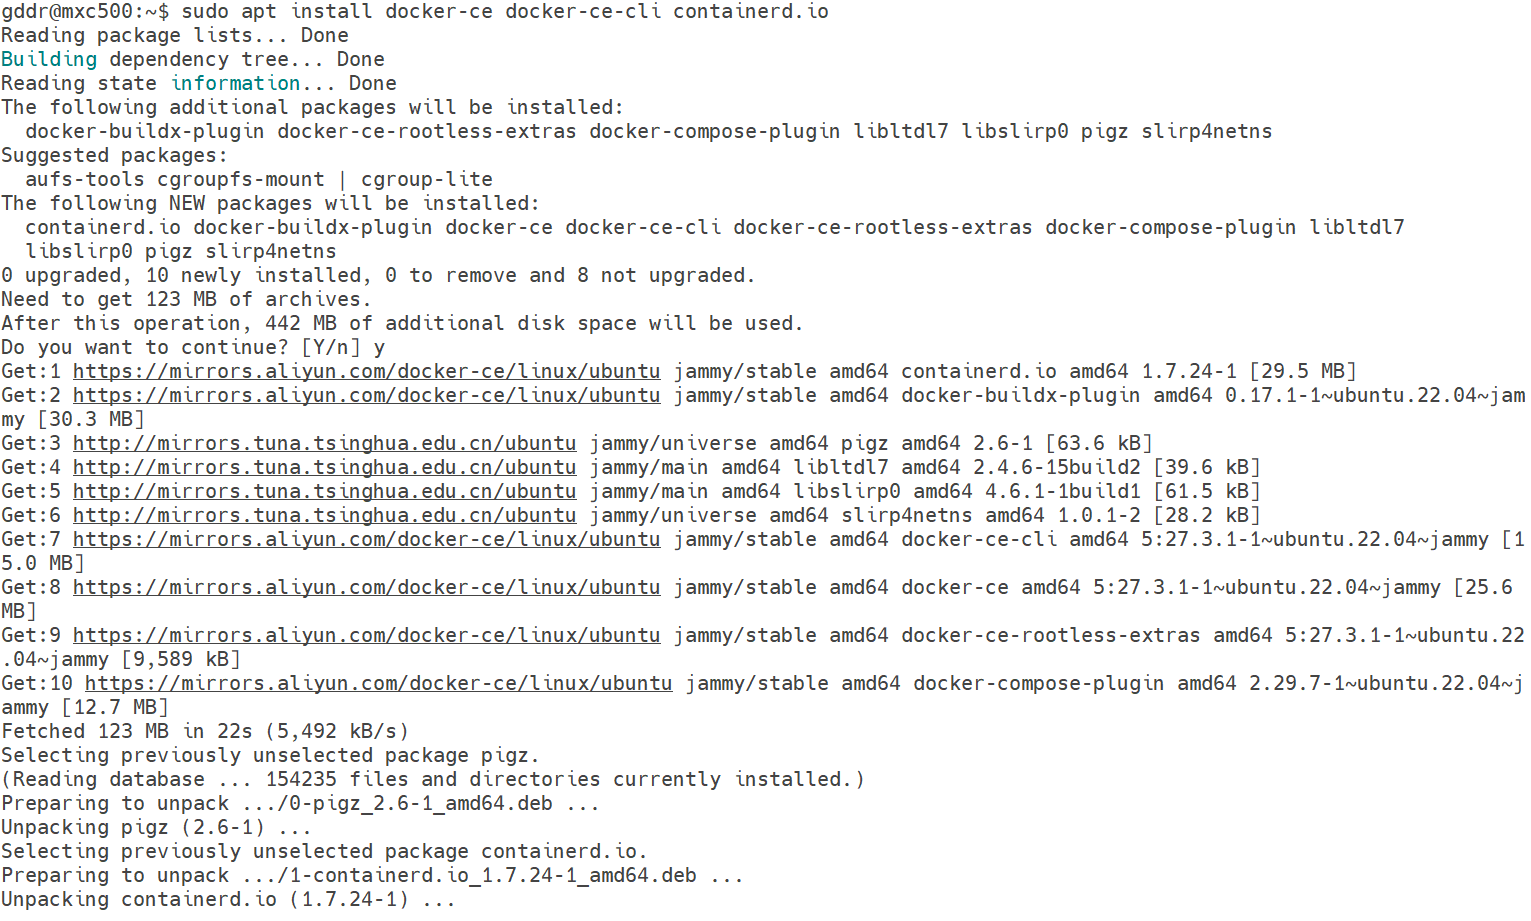 gddr@mxc500:~$ sudo apt install docker-ce docker-ce-cli containerd.io
Reading package lists... Done
Building dependency tree... Done
Reading state information... Done
The following additional packages will be installed:
  docker-buildx-plugin docker-ce-rootless-extras docker-compose-plugin libltdl7 libslirp0 pigz slirp4netns
Suggested packages:
  aufs-tools cgroupfs-mount | cgroup-lite
The following NEW packages will be installed:
  containerd.io docker-buildx-plugin docker-ce docker-ce-cli docker-ce-rootless-extras docker-compose-plugin libltdl7
  libslirp0 pigz slirp4netns
0 upgraded, 10 newly installed, 0 to remove and 8 not upgraded.
Need to get 123 MB of archives.
After this operation, 442 MB of additional disk space will be used.
Do you want to continue? [Y/n] y
Get:1 https://mirrors.aliyun.com/docker-ce/linux/ubuntu jammy/stable amd64 containerd.io amd64 1.7.24-1 [29.5 MB]
Get:2 https://mirrors.aliyun.com/docker-ce/linux/ubuntu jammy/stable amd64 docker-buildx-plugin amd64 0.17.1-1~ubuntu.22.04~jam
my [30.3 MB]
Get:3 http://mirrors.tuna.tsinghua.edu.cn/ubuntu jammy/universe amd64 pigz amd64 2.6-1 [63.6 kB]
Get:4 http://mirrors.tuna.tsinghua.edu.cn/ubuntu jammy/main amd64 libltdl7 amd64 2.4.6-15build2 [39.6 kB]
Get:5 http://mirrors.tuna.tsinghua.edu.cn/ubuntu jammy/main amd64 libslirp0 amd64 4.6.1-1build1 [61.5 kB]
Get:6 http://mirrors.tuna.tsinghua.edu.cn/ubuntu jammy/universe amd64 slirp4netns amd64 1.0.1-2 [28.2 kB]
Get:7 https://mirrors.aliyun.com/docker-ce/linux/ubuntu jammy/stable amd64 docker-ce-cli amd64 5:27.3.1-1~ubuntu.22.04~jammy [1
5.0 MB]
Get:8 https://mirrors.aliyun.com/docker-ce/linux/ubuntu jammy/stable amd64 docker-ce amd64 5:27.3.1-1~ubuntu.22.04~jammy [25.6
MB]
Get:9 https://mirrors.aliyun.com/docker-ce/linux/ubuntu jammy/stable amd64 docker-ce-rootless-extras amd64 5:27.3.1-1~ubuntu.22
.04~jammy [9,589 kB]
Get:10 https://mirrors.aliyun.com/docker-ce/linux/ubuntu jammy/stable amd64 docker-compose-plugin amd64 2.29.7-1~ubuntu.22.04~j
ammy [12.7 MB]
Fetched 123 MB in 22s (5,492 kB/s)
Selecting previously unselected package pigz.
(Reading database ... 154235 files and directories currently installed.)
Preparing to unpack .../0-pigz_2.6-1_amd64.deb ...
Unpacking pigz (2.6-1) ...
Selecting previously unselected package containerd.io.
Preparing to unpack .../1-containerd.io_1.7.24-1_amd64.deb ...
Unpacking containerd.io (1.7.24-1) ...